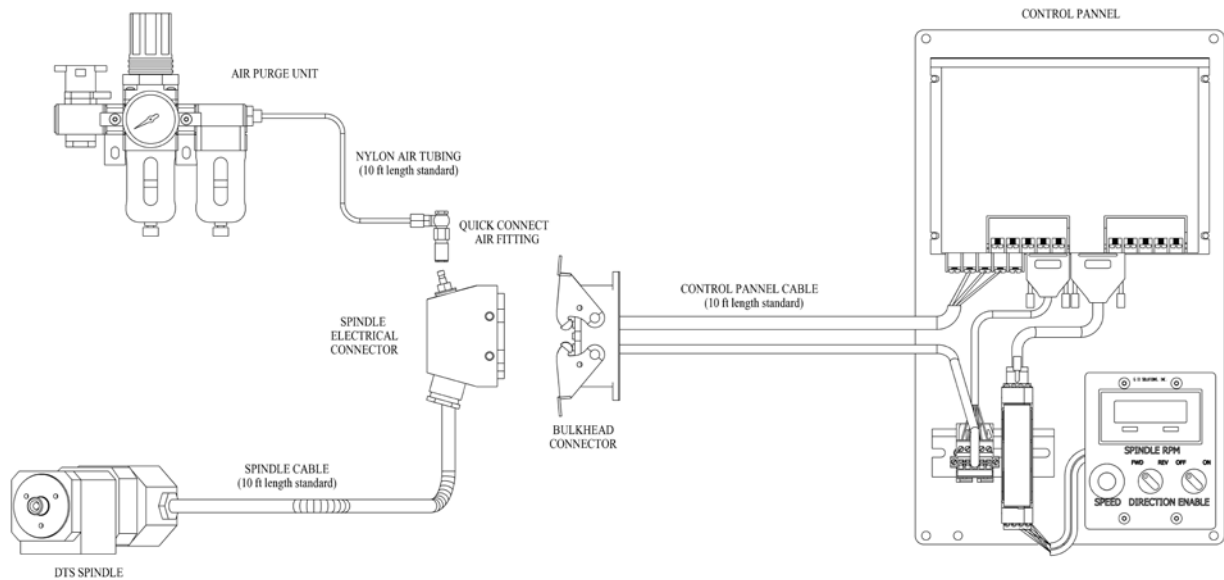 CONTROL PANNEL
AIR PURGE UNIT
NYLON AIR TUBING
(10 ft length standard)
QUICK CONNECT
AIR FITTING
CONTROL PANNEL CABLE
(10 ft length standard)
SPINDLE
ELECTRICAL
CONNECTOR
BULKHEAD
CONNECTOR
SPINDLE CABLE
(10 ft length standard)
DTS SPINDLE
SPINDLE RPM
FWD REV OFF ON
SPEED DIRECTION ENABLE